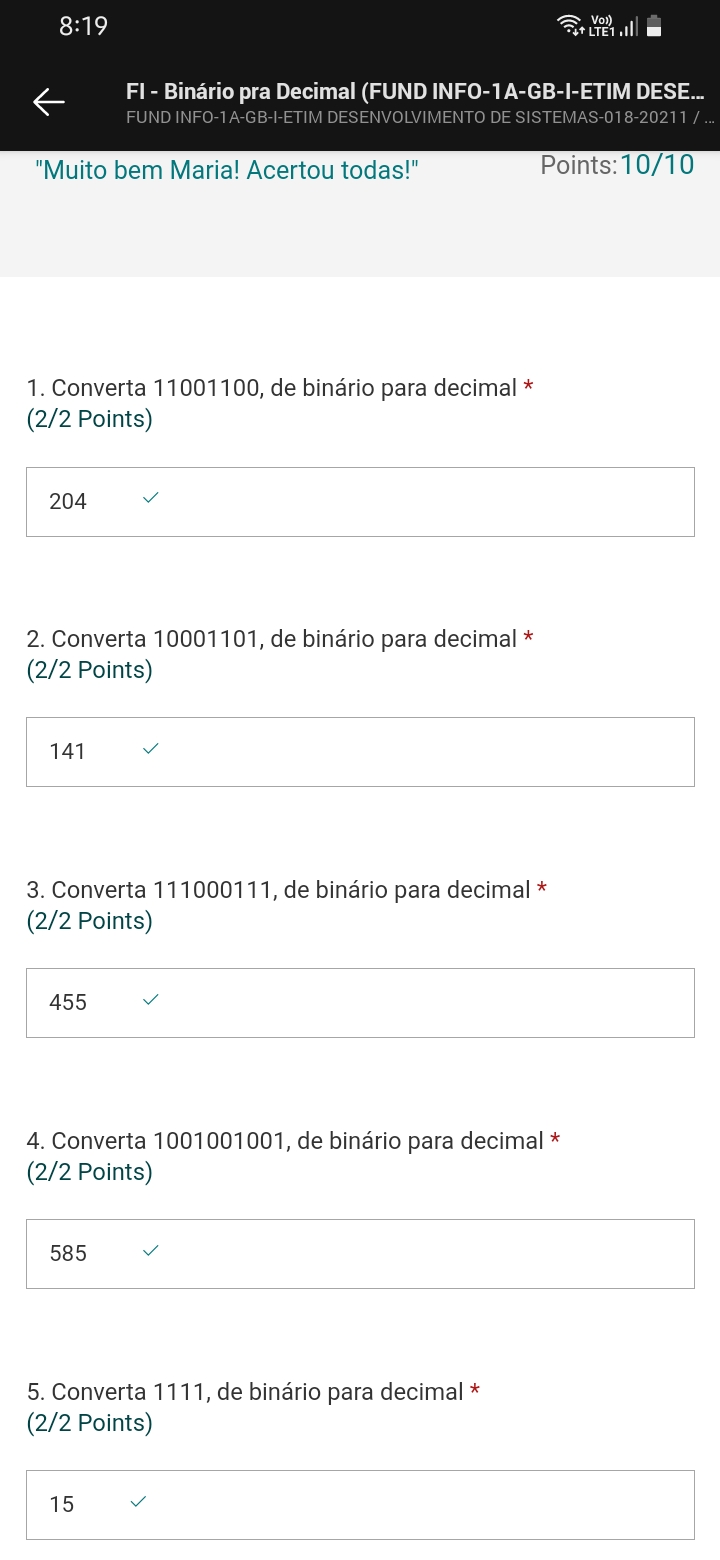 8:19
Vo)) LTE1
FI - Binário pra Decimal (FUND INFO-1A-GB-I-ETIM DESE...
FUND INFO-1A-GB-I-ETIM DESENVOLVIMENTO DE SISTEMAS-018-20211 / ...
"Muito bem Maria! Acertou todas!"
Points: 10/10
1. Converta 11001100, de binário para decimal *
(2/2 Points)
204
2. Converta 10001101, de binário para decimal *
(2/2 Points)
141
3. Converta 111000111, de binário para decimal *
(2/2 Points)
455
4. Converta 1001001001, de binário para decimal *
(2/2 Points)
585
5. Converta 1111, de binário para decimal *
(2/2 Points)
15